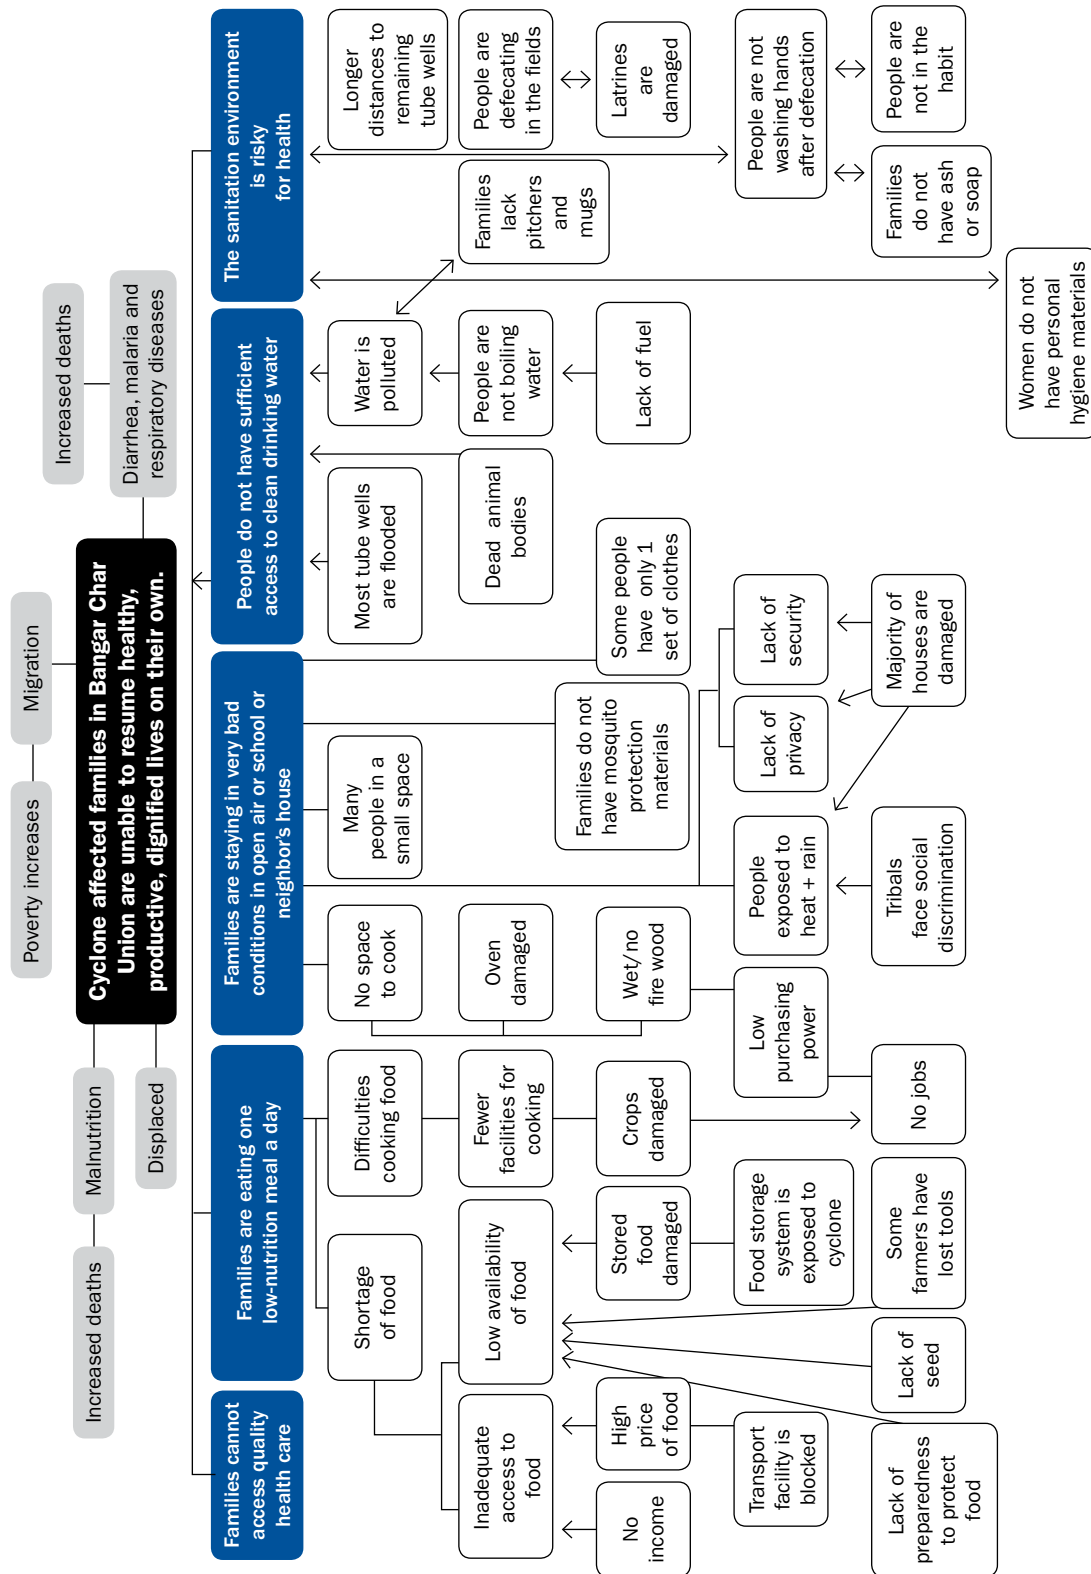 Poverty increases
Migration
Increased deaths
Malnutrition
Displaced
Cyclone affected families in Bangar Char
Union are unable to resume healthy,
productive, dignified lives on their own.
Increased deaths
Diarrhea, malaria and
respiratory diseases
Families cannot
access quality
health care
Families are eating one
low-nutrition meal a day
Families are staying in very bad
conditions in open air or school or
neighbor's house
People do not have sufficient
access to clean drinking water
The sanitation environment
is risky
for health
Shortage
of food
Difficulties
cooking food
No space
to cook
Many
people in a
small space
Most tube wells
are flooded
Water is
polluted
Longer
distances to
remaining
tube wells
Inadequate
access to
food
Low availability
of food
Fewer
facilities for
cooking
Oven
damaged
Families do not
have mosquito
protection
materials
Dead animal
bodies
People are
not boiling
water
Families
lack
pitchers
and
mugs
People are
defecating
in the fields
No
income
High
price
of food
Stored
food
damaged
Crops
damaged
Wet/no
fire wood
Some people
have only 1
set of clothes
Lack of fuel
Latrines
are
damaged
Transport
facility is
blocked
Food storage
system is
exposed to
cyclone
Low
purchasing
power
People
exposed to
heat + rain
Lack of
privacy
Lack of
security
People are not
washing hands
after defecation
Lack of
preparedness
to protect
food
Lack of
seed
Some
farmers have
lost tools
No jobs
Tribals
face social
discrimination
Majority of
houses are
damaged
Families
do not
have ash
or soap
People are
not in the
habit
Women do not
have personal
hygiene materials